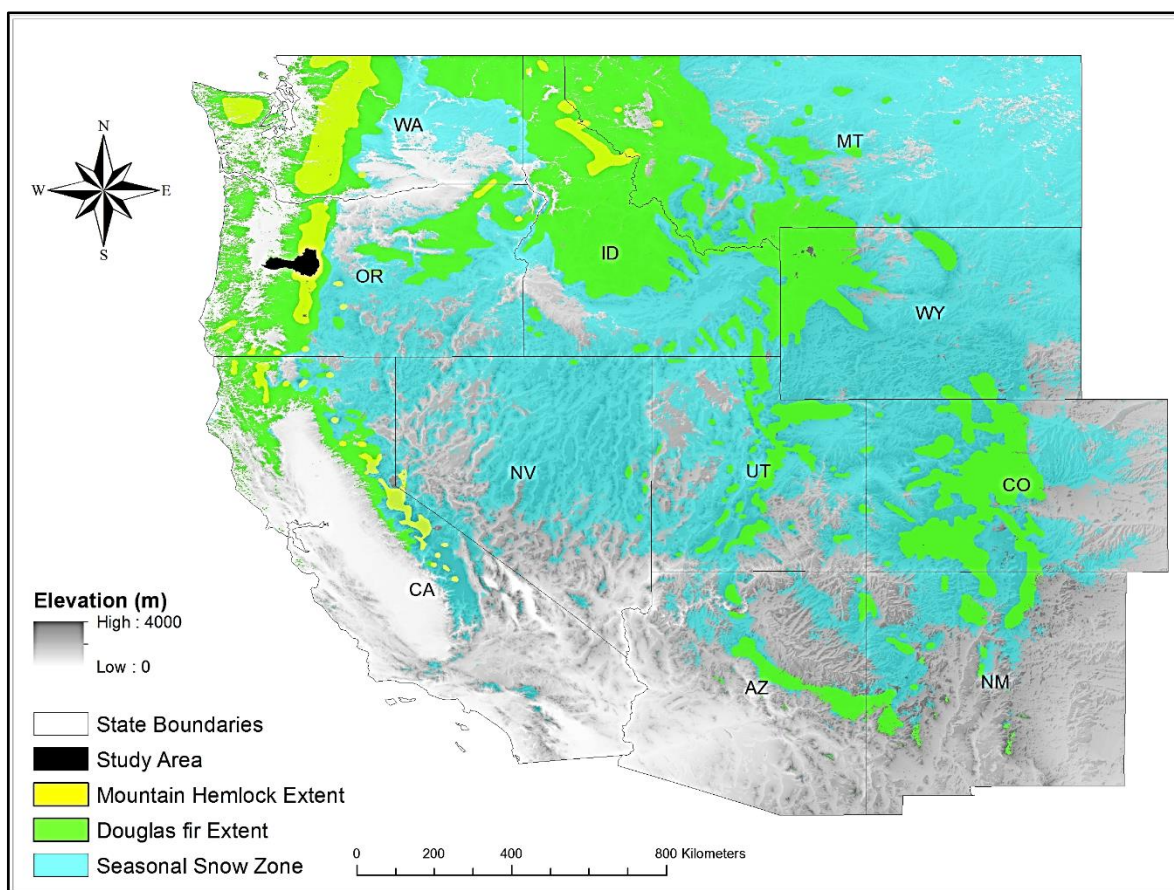 N
W E
S
WA
MT
OR
ID
WY
NV
UT
CO
CA
AZ
NM
Elevation (m)
High : 4000
Low : 0
State Boundaries
Study Area
Mountain Hemlock Extent
Douglas fir Extent
Seasonal Snow Zone
0 200 400 800 Kilometers